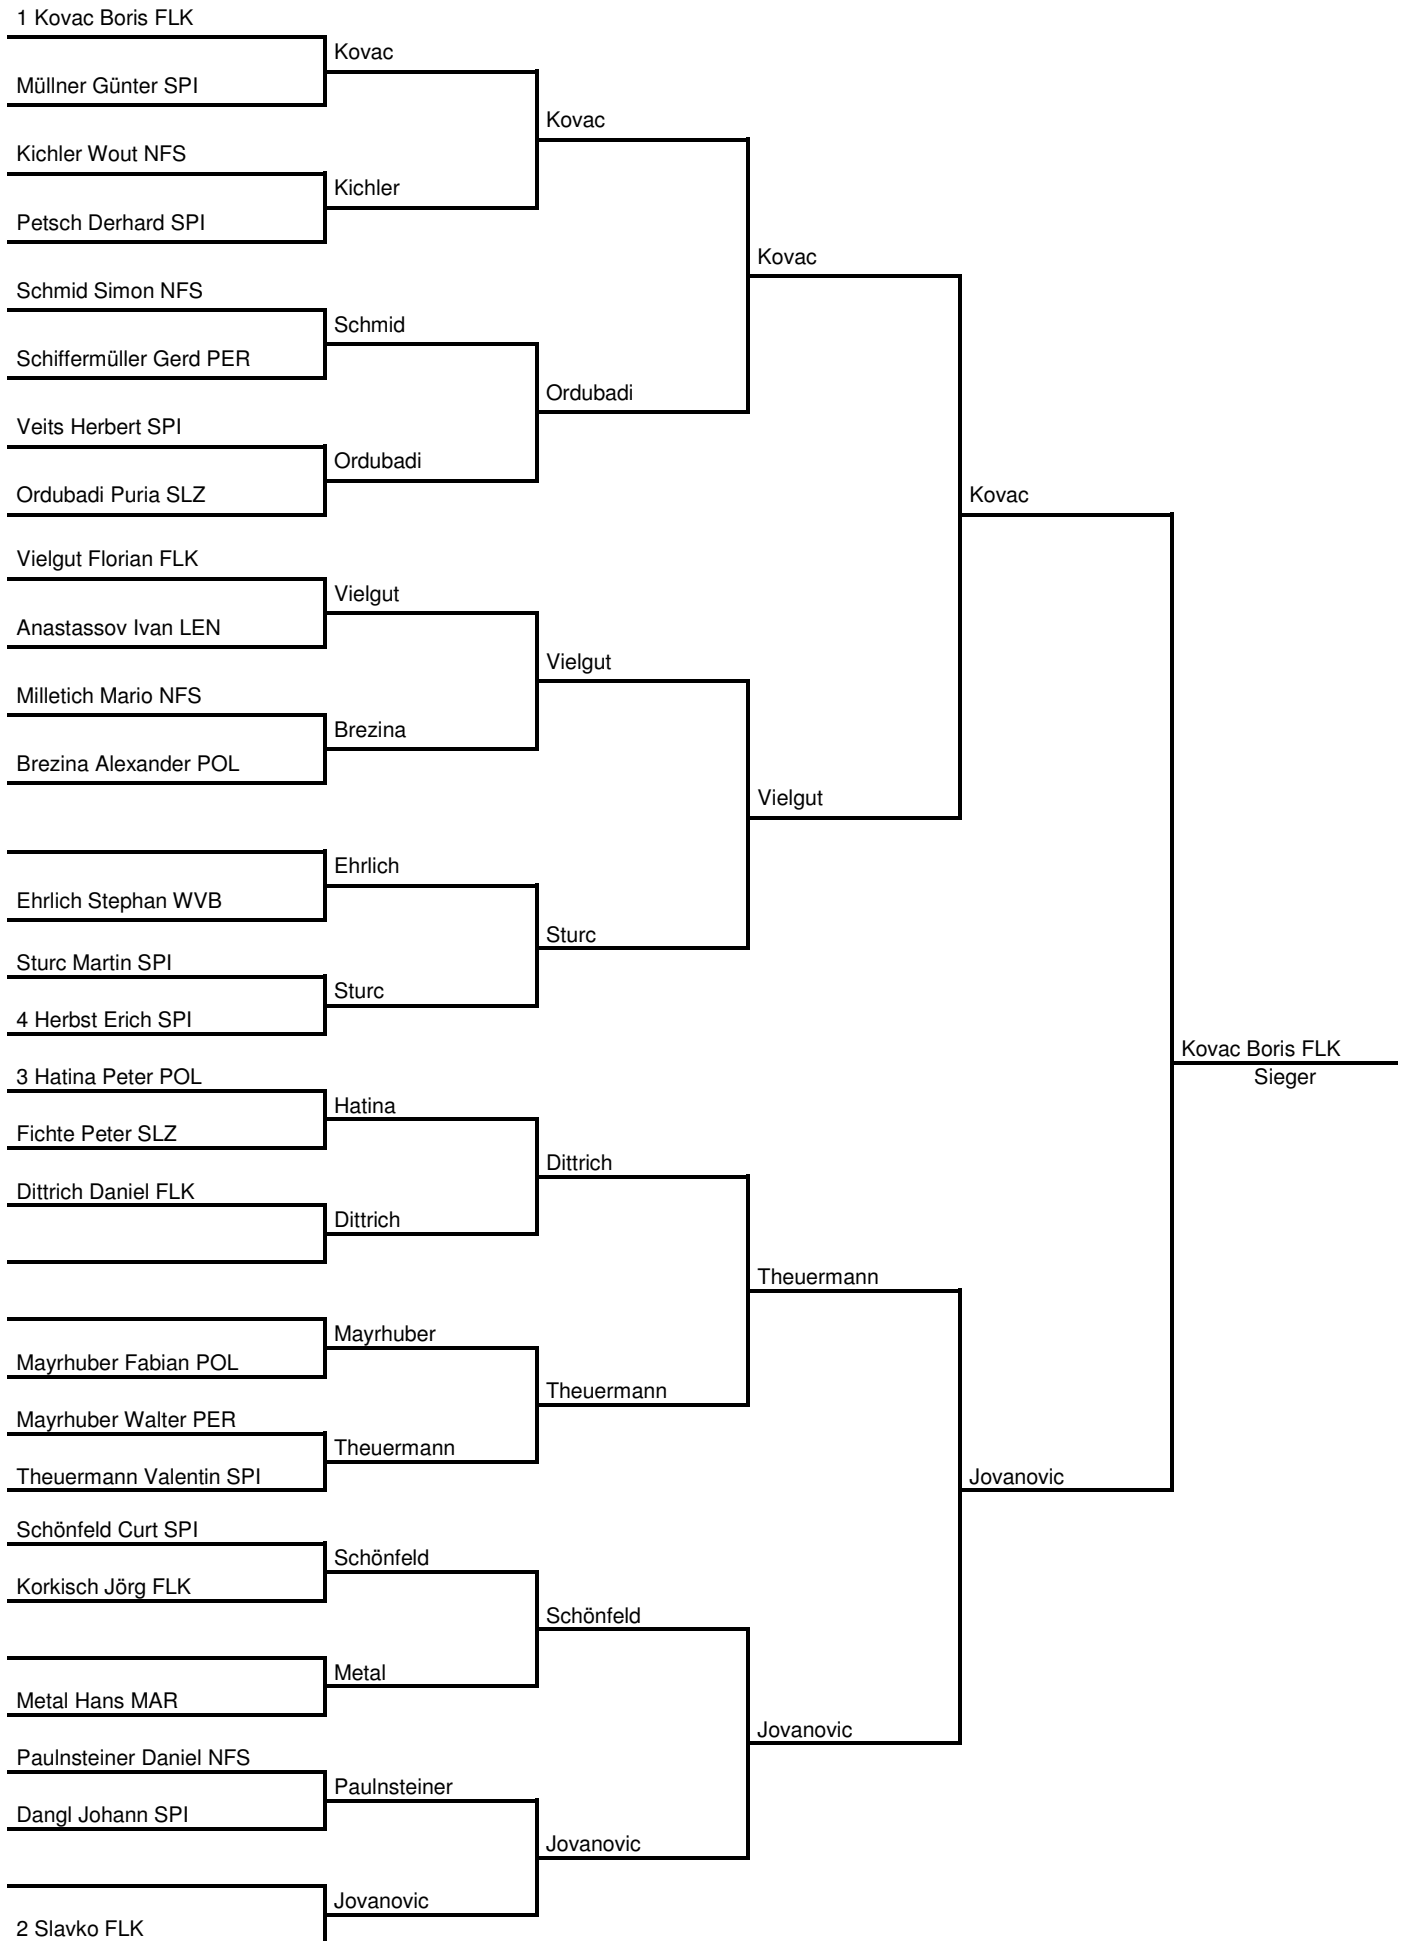 1 Kovac Boris FLK
Kovac
Müllner Günter SPI
Kovac
Kichler Wout NFS
Kichler
Petsch Derhard SPI
Kovac
Schmid Simon NFS
Schmid
Schiffermüller Gerd PER
Ordubadi
Veits Herbert SPI
Ordubadi
Ordubadi Puria SLZ
Kovac
Vielgut Florian FLK
Vielgut
Anastassov Ivan LEN
Vielgut
Milletich Mario NFS
Brezina
Brezina Alexander POL
Vielgut
Ehrlich
Ehrlich Stephan WVB
Sturc
Sturc Martin SPI
Sturc
4 Herbst Erich SPI
Kovac Boris FLK
Sieger
3 Hatina Peter POL
Hatina
Fichte Peter SLZ
Dittrich
Dittrich Daniel FLK
Dittrich
Theuermann
Mayrhuber
Mayrhuber Fabian POL
Theuermann
Mayrhuber Walter PER
Theuermann
Theuermann Valentin SPI
Jovanovic
Schönfeld Curt SPI
Schönfeld
Korkisch Jörg FLK
Schönfeld
Metal
Metal Hans MAR
Jovanovic
Paulnsteiner Daniel NFS
Paulnsteiner
Dangl Johann SPI
Jovanovic
Jovanovic
2 Slavko FLK